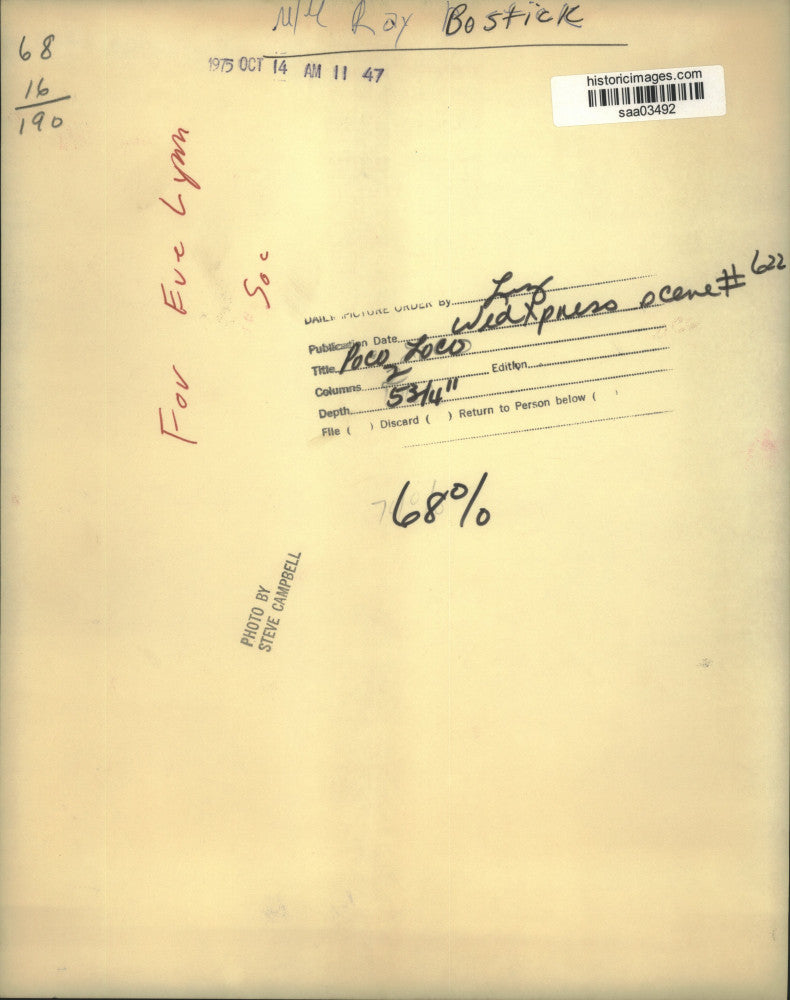 M/M Ray Bostick
68
16
190
1975 OCT 14 AM 11 47
historicimages.com
saa03492
For Eve Lynn
Soc
DAILY PICTURE ORDER By
Publication Date Wed Xpress scene # 622
Title Poco Loco
Columns 2 Edition
Depth 5 3/4"
File ( ) Discard ( ) Return to Person below ( )
68%
PHOTO BY
STEVE CAMPBELL